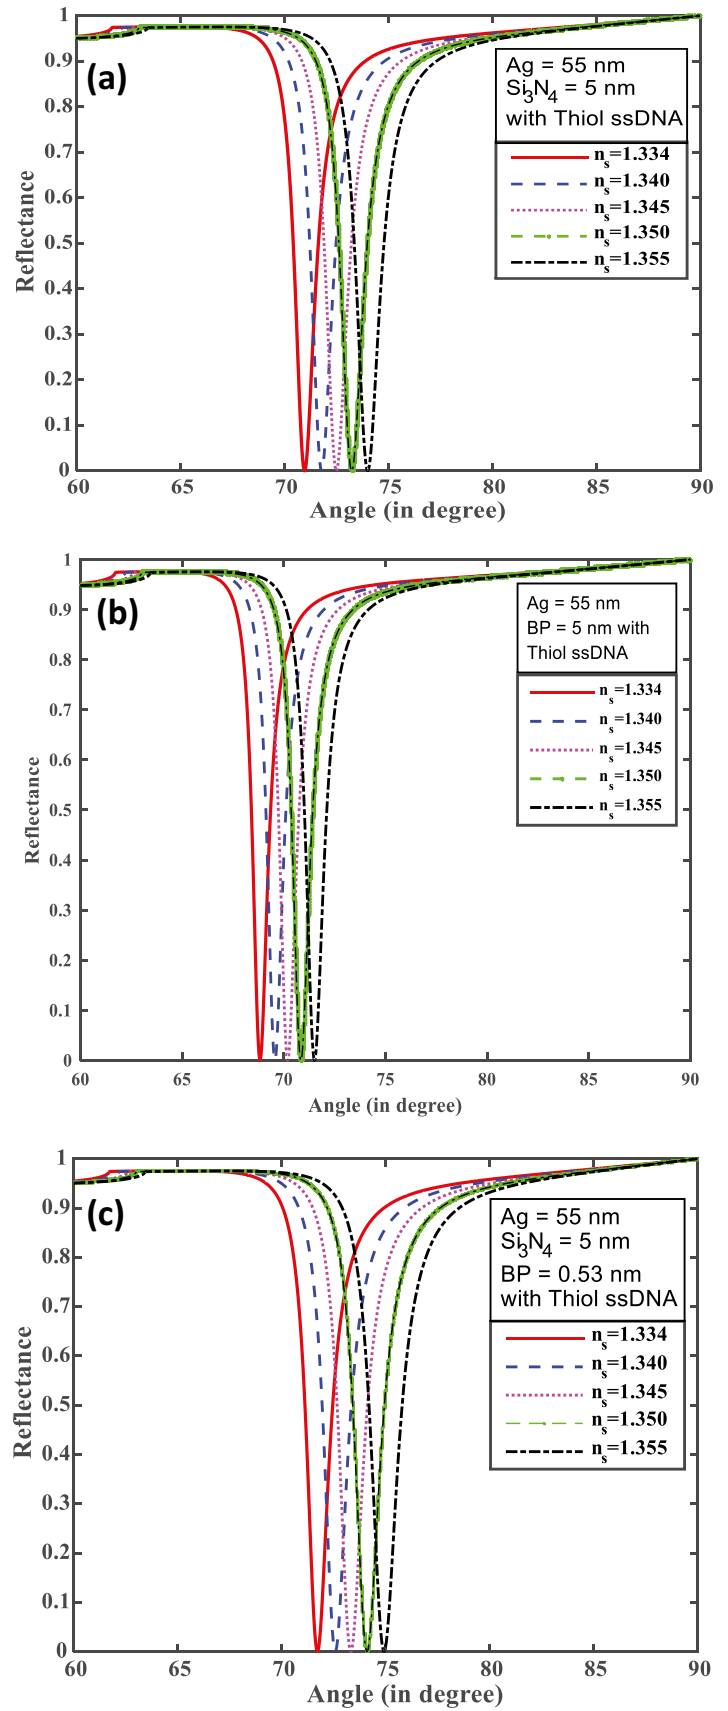 1
0.9
0.8
0.7
0.6
0.5
0.4
0.3
0.2
0.1
0
Reflectance
(a)
Ag = 55 nm
Si3N4 = 5 nm
with Thiol ssDNA
ns=1.334
ns=1.340
ns=1.345
ns=1.350
ns=1.355
60 65 70 75 80 85 90
Angle (in degree)
1
0.9
0.8
0.7
0.6
0.5
0.4
0.3
0.2
0.1
0
Reflectance
(b)
Ag = 55 nm
BP = 5 nm with
Thiol ssDNA
ns=1.334
ns=1.340
ns=1.345
ns=1.350
ns=1.355
60 65 70 75 80 85 90
Angle (in degree)
1
0.9
0.8
0.7
0.6
0.5
0.4
0.3
0.2
0.1
0
Reflectance
(c)
Ag = 55 nm
Si3N4 = 5 nm
BP = 0.53 nm
with Thiol ssDNA
ns=1.334
ns=1.340
ns=1.345
ns=1.350
ns=1.355
60 65 70 75 80 85 90
Angle (in degree)